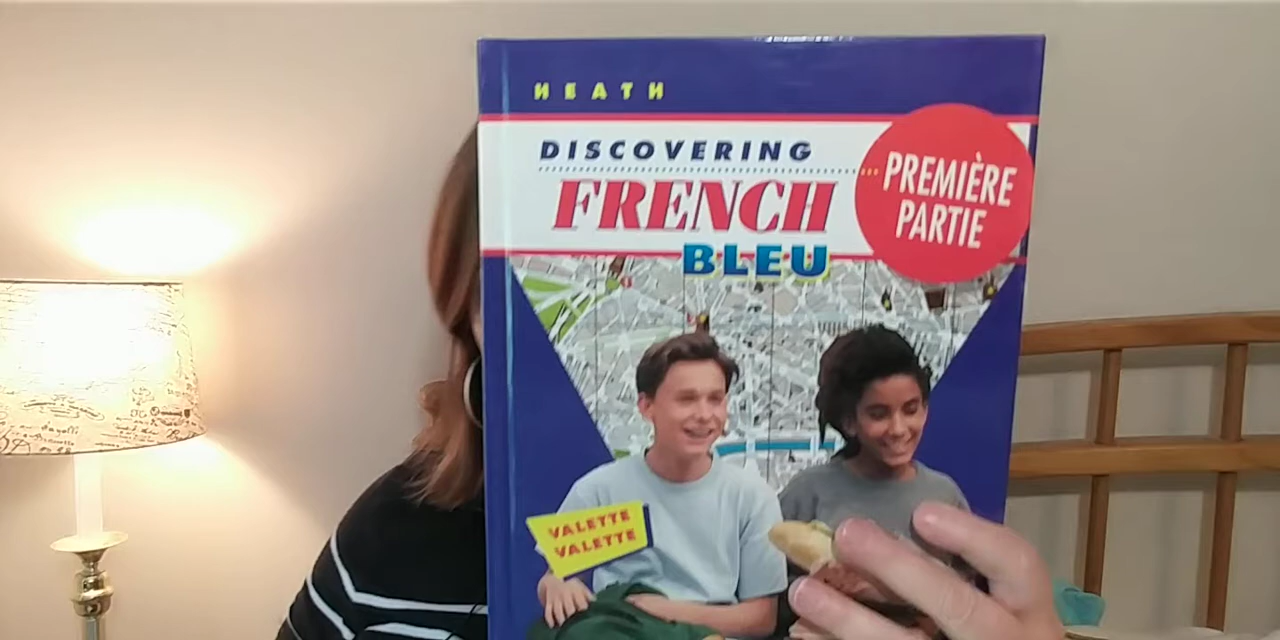 HEATH
DISCOVERING
FRENCH
BLEU
PREMIÈRE
PARTIE
VALETTE
VALETTE